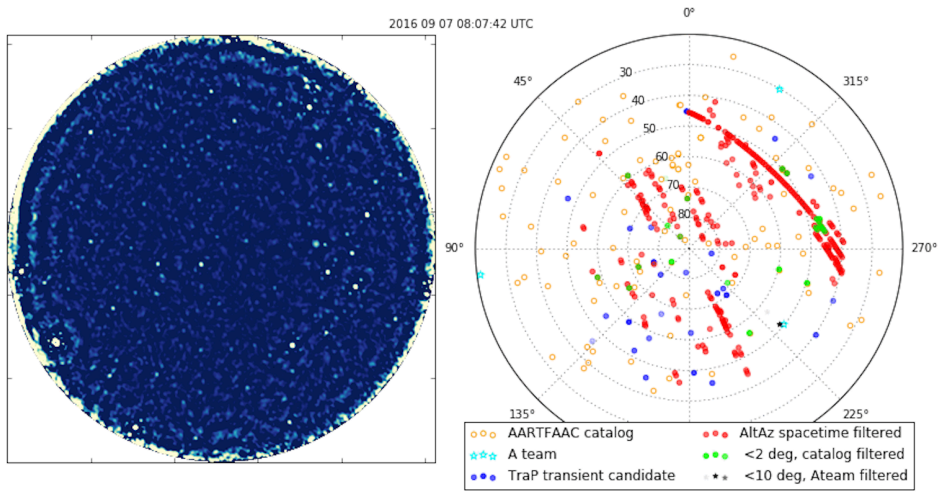 2016 09 07 08:07:42 UTC
0°
45°
315°
30
40
50
60
70
80
90°
270°
135°
225°
AARTFAAC catalog
A team
TraP transient candidate
AltAz spacetime filtered
<2 deg, catalog filtered
<10 deg, Ateam filtered